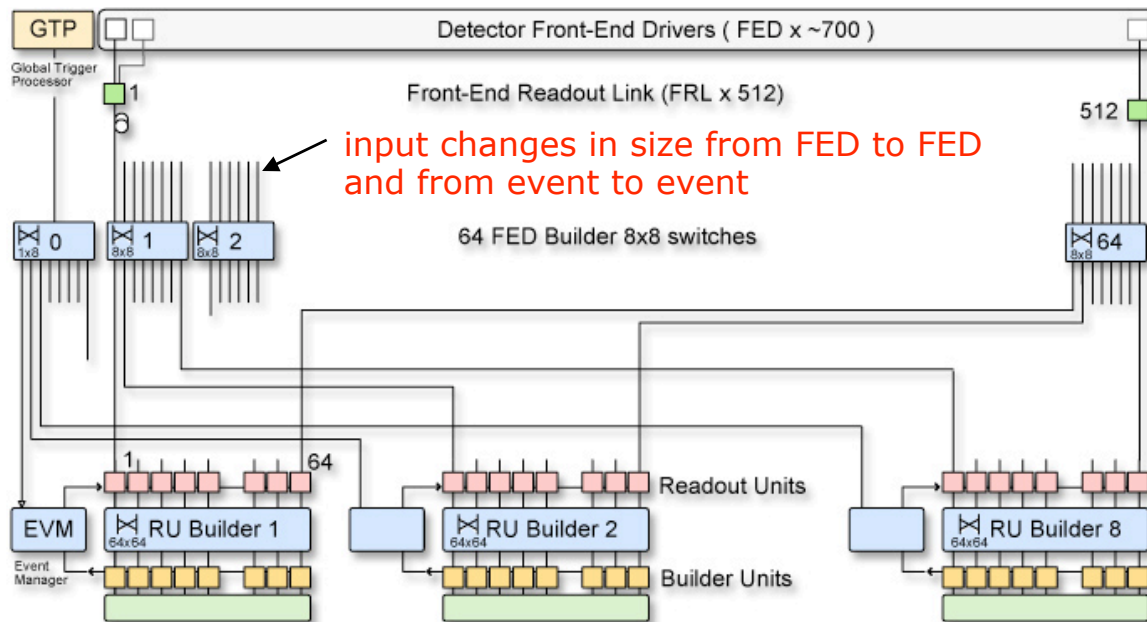 GTP
Detector Front-End Drivers ( FED x ~700 )
Global Trigger
Processor
1
Front-End Readout Link (FRL x 512)
512
input changes in size from FED to FED
and from event to event
0
1x8
1
8x8
2
8x8
64 FED Builder 8x8 switches
64
8x8
1
64
Readout Units
EVM
RU Builder 1
64x64
RU Builder 2
64x64
RU Builder 8
64x64
Event
Manager
Builder Units